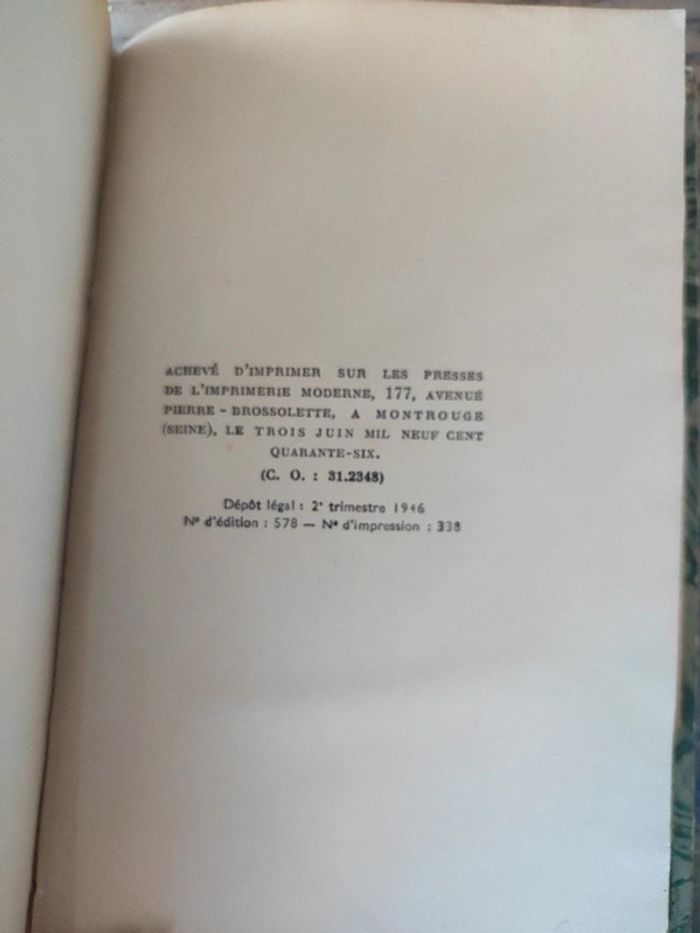 ACHEVÉ D'IMPRIMER SUR LES PRESSES
DE L'IMPRIMERIE MODERNE, 177, AVENUE
PIERRE-BROSSOLETTE, A MONTROUGE
(SEINE), LE TROIS JUIN MIL NEUF CENT
QUARANTE-SIX.
(C. O. : 31.2348)
Dépôt légal : 2ᵉ trimestre 1946
Nº d'édition : 578 — Nº d'impression : 338